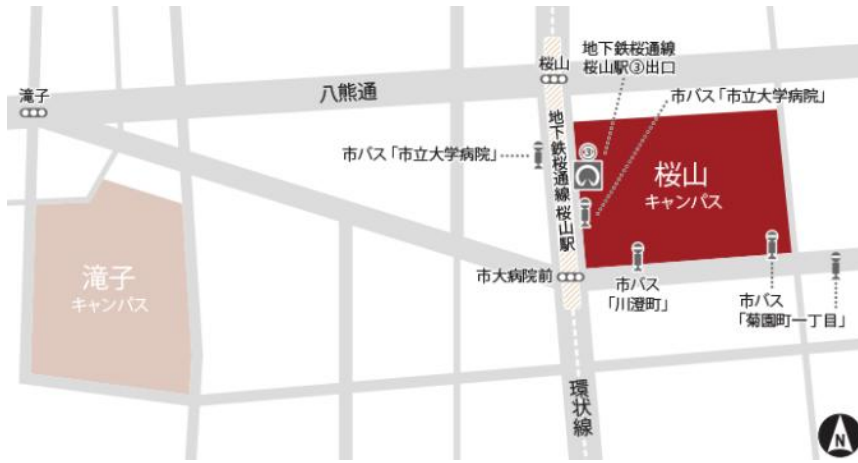 地下鉄桜通線
桜山駅③出口
桜山
滝子
八熊通
市バス「市立大学病院」
市バス「市立大学病院」
地下鉄桜通線 桜山駅
③
桜山
キャンパス
滝子
キャンパス
市大病院前
市バス
「川澄町」
市バス
「菊園町一丁目」
環状線
N